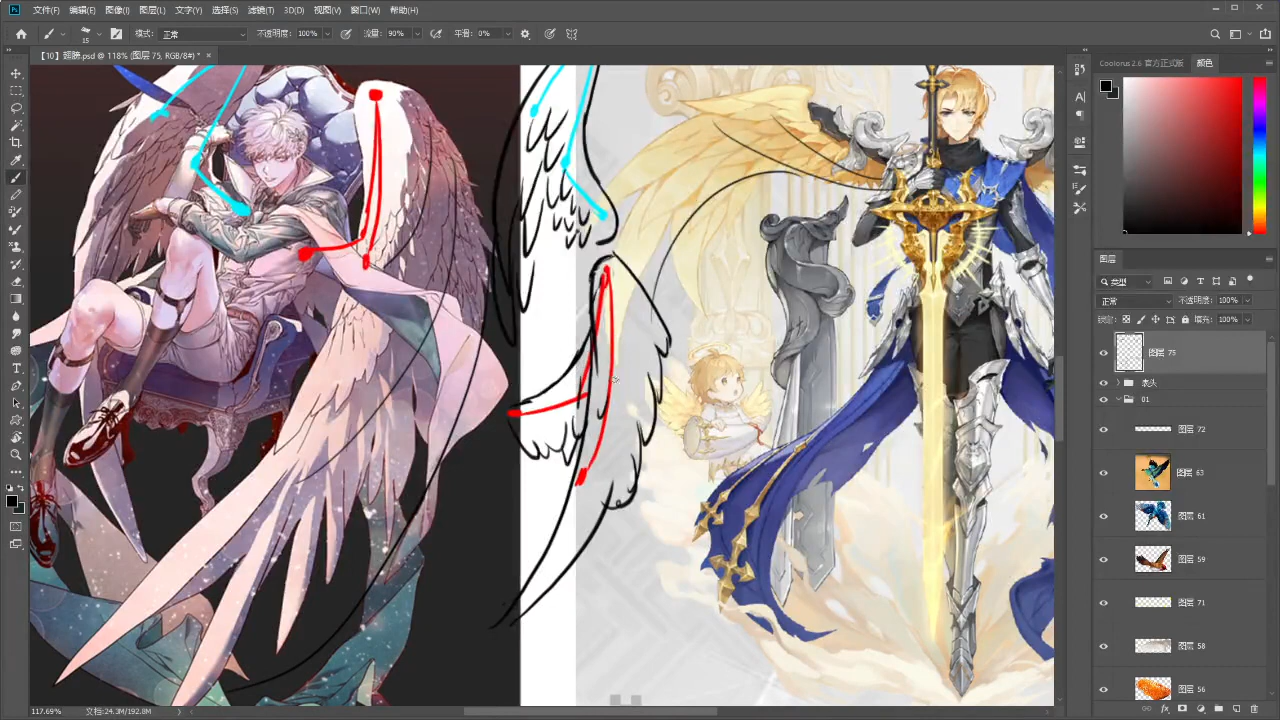 文件(F) 编辑(E) 图像(I) 图层(L) 文字(Y) 选择(S) 滤镜(T) 3D(D) 视图(V) 窗口(W) 帮助(H)
15 模式: 正常 不透明度: 100% 流量: 90% 平滑: 0%
【10】翅膀.psd @ 118% (图层 75, RGB/8#) * ×
Coolorus 2.6 官方正式版 颜色
图层
类型
正常 不透明度: 100%
锁定: 填充: 100%
图层 75
表头
01
图层 72
图层 63
图层 61
图层 59
图层 71
图层 58
图层 56
117.69% 文档:24.3M/192.8M